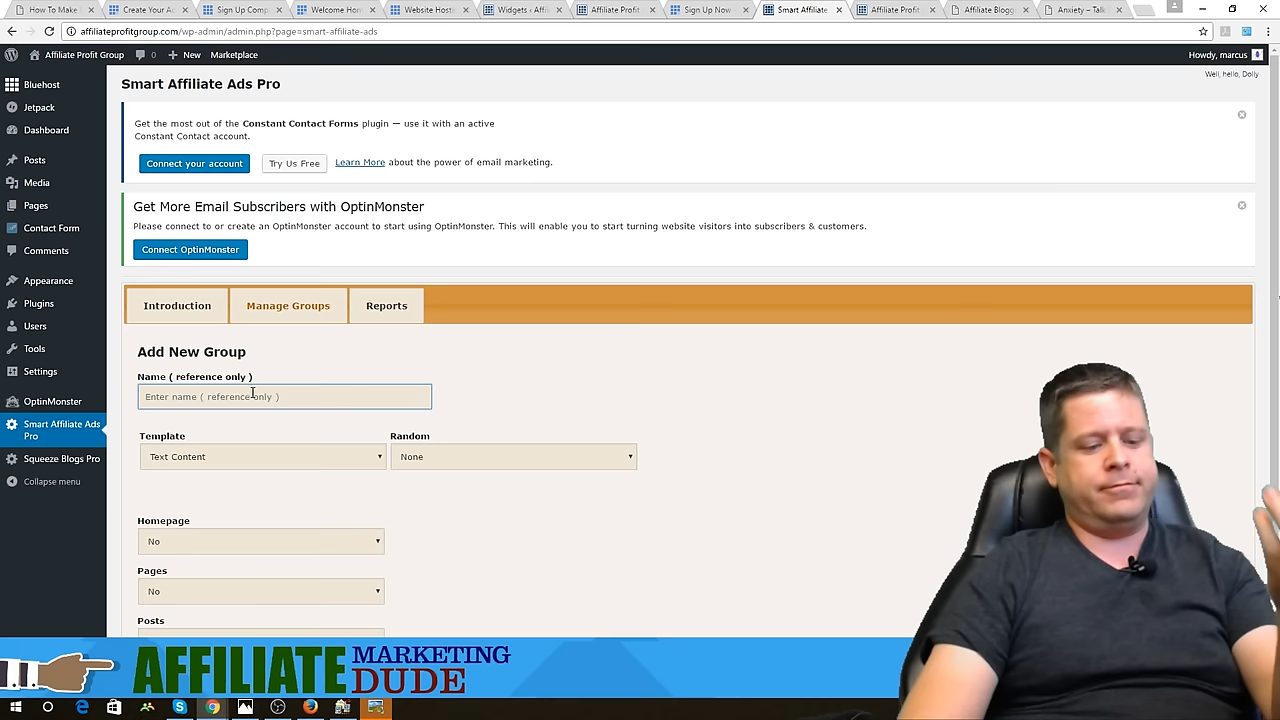 How To Make
Create Your Ac
Sign Up Comp
Welcome Hom
Website Hosti
Widgets ‹ Affil
Affiliate Profit
Sign Up Now
Smart Affiliate
Affiliate Profit
Affiliate Blogg
Anxiety – Talk
affiliateprofitgroup.com/wp-admin/admin.php?page=smart-affiliate-ads
Affiliate Profit Group 0 New Marketplace
Howdy, marcus
Well, hello, Dolly
Bluehost
Jetpack
Dashboard
Posts
Media
Pages
Contact Form
Comments
Appearance
Plugins
Users
Tools
Settings
OptinMonster
Smart Affiliate Ads
Pro
Squeeze Blogs Pro
Collapse menu
Smart Affiliate Ads Pro
Get the most out of the Constant Contact Forms plugin — use it with an active
Constant Contact account.
Connect your account Try Us Free Learn More about the power of email marketing.
Get More Email Subscribers with OptinMonster
Please connect to or create an OptinMonster account to start using OptinMonster. This will enable you to start turning website visitors into subscribers & customers.
Connect OptinMonster
Introduction Manage Groups Reports
Add New Group
Name ( reference only )
Enter name ( reference only )
Template Random
Text Content None
Homepage
No
Pages
No
Posts
AFFILIATE MARKETING
DUDE